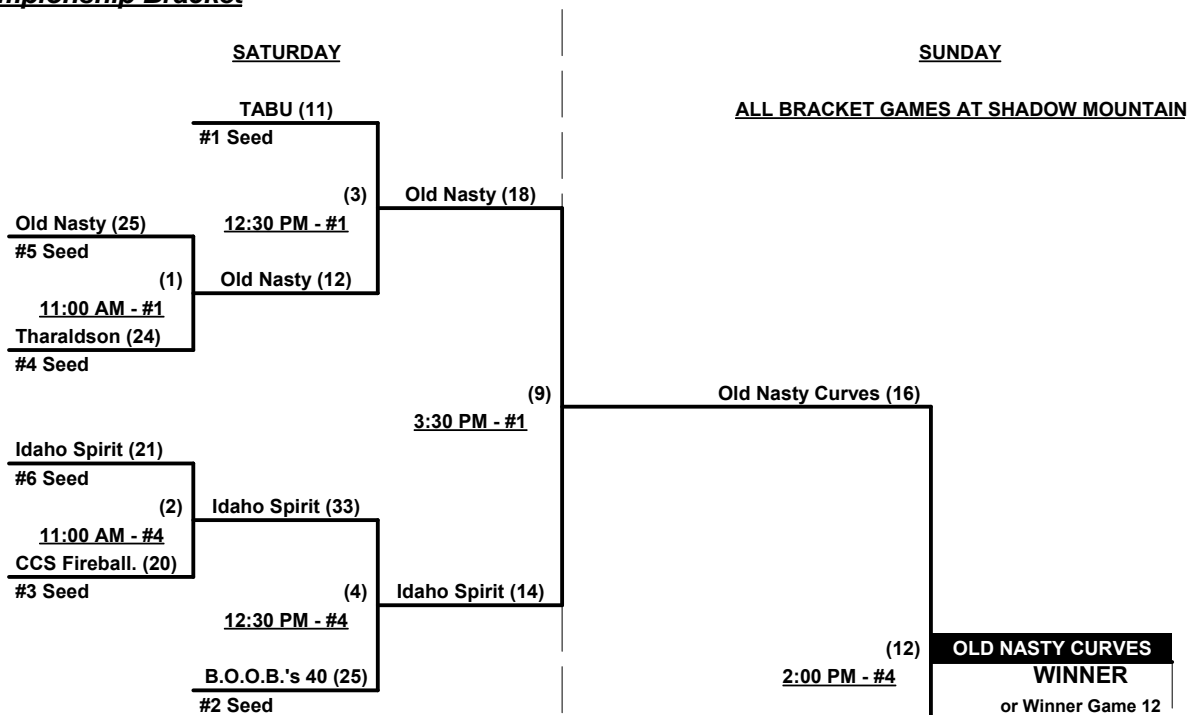 SATURDAY
SUNDAY
TABU (11)
ALL BRACKET GAMES AT SHADOW MOUNTAIN
#1 Seed
(3)
Old Nasty (18)
Old Nasty (25)
12:30 PM - #1
#5 Seed
(1)
Old Nasty (12)
11:00 AM - #1
Tharaldson (24)
#4 Seed
(9)
Old Nasty Curves (16)
3:30 PM - #1
Idaho Spirit (21)
#6 Seed
(2)
Idaho Spirit (33)
11:00 AM - #4
CCS Fireball. (20)
#3 Seed
(4)
Idaho Spirit (14)
12:30 PM - #4
(12)
OLD NASTY CURVES
B.O.O.B.'s 40 (25)
2:00 PM - #4
WINNER
#2 Seed
or Winner Game 12